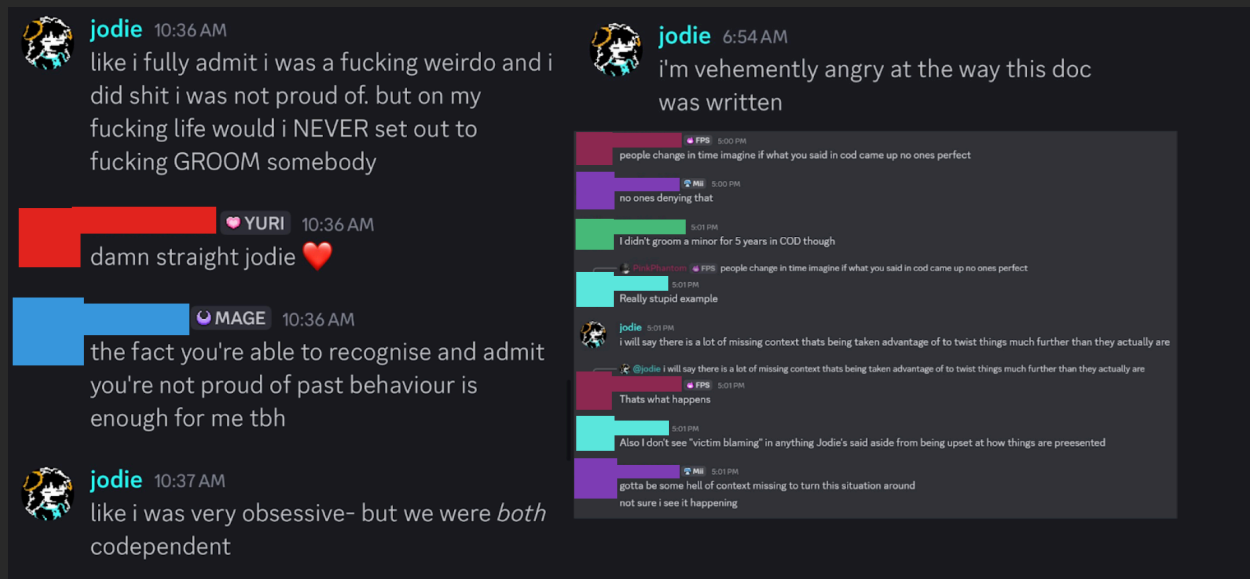 jodie 10:36 AM
like i fully admit i was a fucking weirdo and i
did shit i was not proud of. but on my
fucking life would i NEVER set out to
fucking GROOM somebody
YURI 10:36 AM
damn straight jodie ❤️
MAGE 10:36 AM
the fact you're able to recognise and admit
you're not proud of past behaviour is
enough for me tbh
jodie 10:37 AM
like i was very obsessive- but we were both
codependent
jodie 6:54 AM
i'm vehemently angry at the way this doc
was written
FPS 5:00 PM
people change in time imagine if what you said in cod came up no ones perfect
Mii 5:00 PM
no ones denying that
5:01 PM
I didn't groom a minor for 5 years in COD though
PinkPhantom FPS people change in time imagine if what you said in cod came up no ones perfect
5:01 PM
Really stupid example
jodie 5:01 PM
i will say there is a lot of missing context thats being taken advantage of to twist things much further than they actually are
@jodie i will say there is a lot of missing context thats being taken advantage of to twist things much further than they actually are
FPS 5:01 PM
Thats what happens
5:01 PM
Also I don't see "victim blaming" in anything Jodie's said aside from being upset at how things are preesented
Mii 5:01 PM
gotta be some hell of context missing to turn this situation around
not sure i see it happening